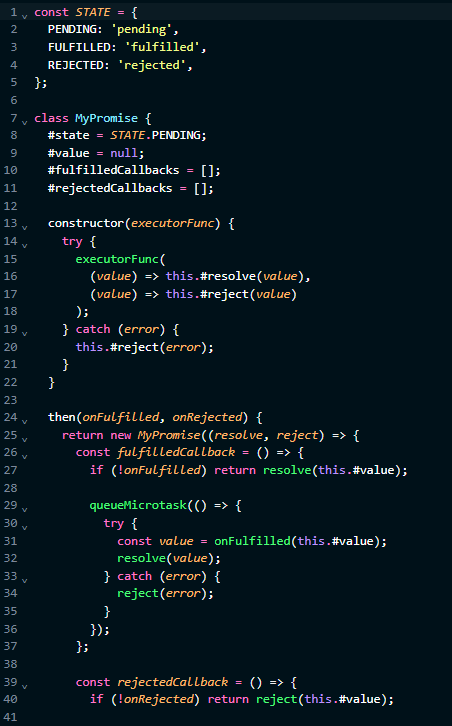 1 const STATE = {
2   PENDING: 'pending',
3   FULFILLED: 'fulfilled',
4   REJECTED: 'rejected',
5 };
6
7 class MyPromise {
8   #state = STATE.PENDING;
9   #value = null;
10   #fulfilledCallbacks = [];
11   #rejectedCallbacks = [];
12
13   constructor(executorFunc) {
14     try {
15       executorFunc(
16         (value) => this.#resolve(value),
17         (value) => this.#reject(value)
18       );
19     } catch (error) {
20       this.#reject(error);
21     }
22   }
23
24   then(onFulfilled, onRejected) {
25     return new MyPromise((resolve, reject) => {
26       const fulfilledCallback = () => {
27         if (!onFulfilled) return resolve(this.#value);
28
29         queueMicrotask(() => {
30           try {
31             const value = onFulfilled(this.#value);
32             resolve(value);
33           } catch (error) {
34             reject(error);
35           }
36         });
37       };
38
39       const rejectedCallback = () => {
40         if (!onRejected) return reject(this.#value);
41